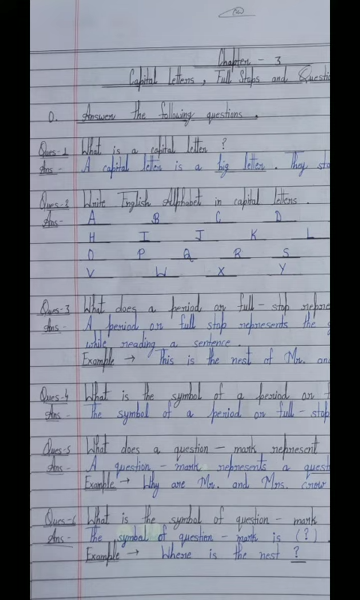 Chapter - 3
Capital letters, Full Stops and Question
D. Answer the following questions.
Ques-1 What is a capital letter ?
Ans - A capital letter is a big letter. They sta
Ques-2 Write English Alphabet in capital letters.
Ans - A B C D
H I J K L
O P Q R S
V W X Y
Ques-3 What does a period or full - stop repres
Ans - A period or full stop represents the
while reading a sentence.
Example → This is the nest of Mr. an
Ques-4 What is the symbol of a period or
Ans - the symbol of a period or full - stop
Ques-5 What does a question - mark represent
Ans - A question - mark represents a quest
Example → Why are Mr. and Mrs. crow
Ques-6 What is the symbol of question - mark
Ans - the symbol of question - mark is (?).
Example → Where is the nest ?